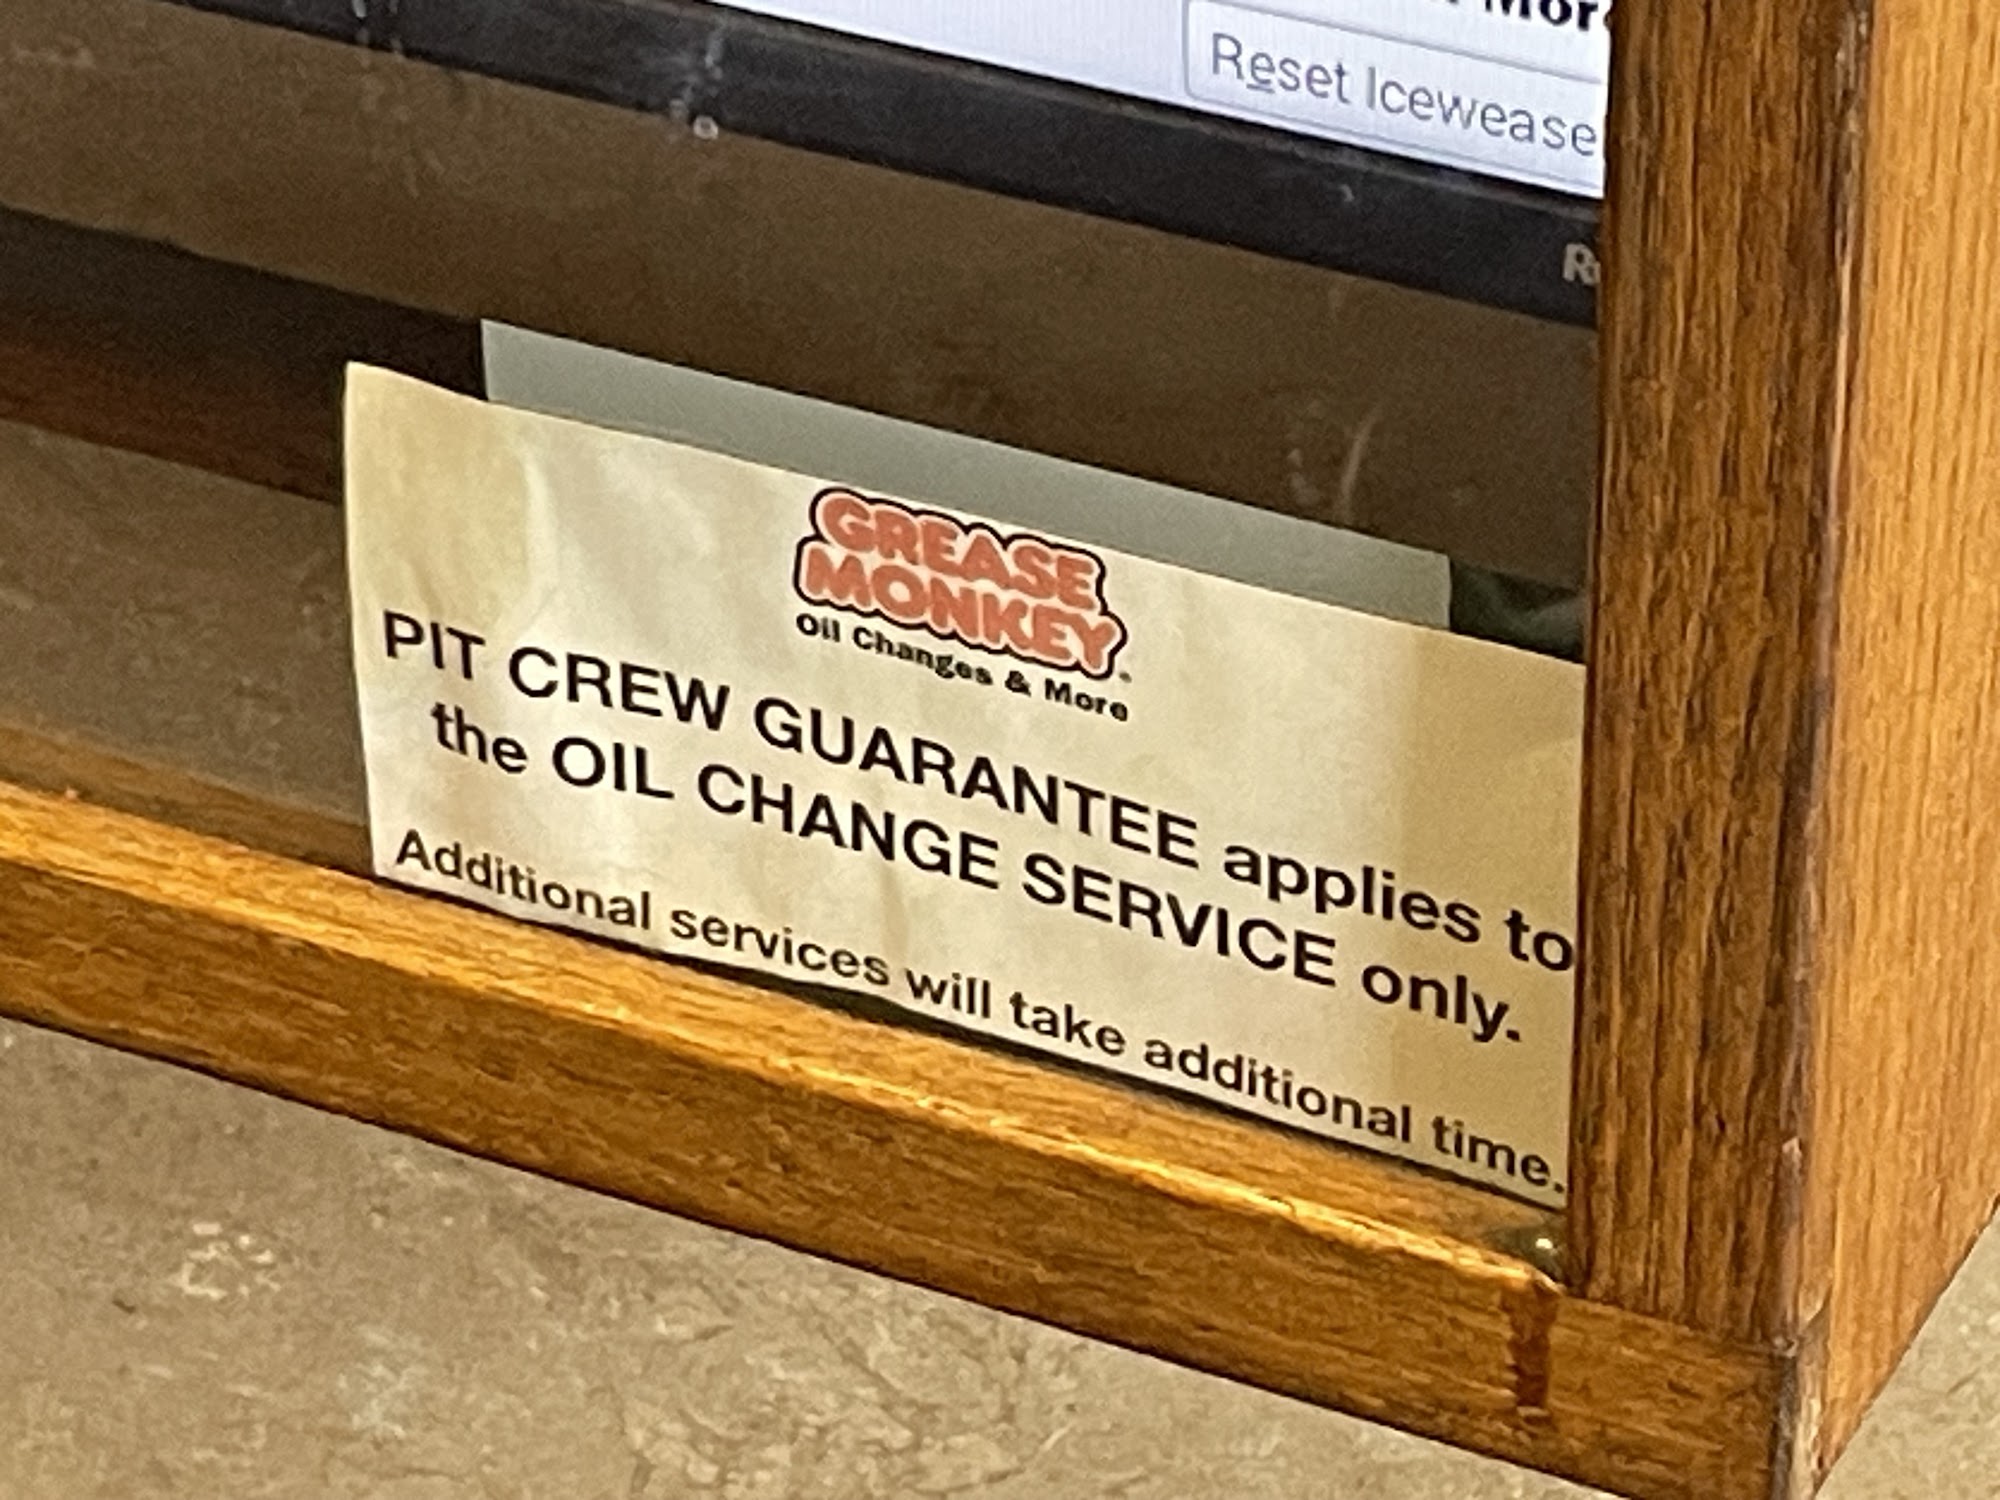 Reset Icewease
GREASE
MONKEY
Oil Changes & More
PIT CREW GUARANTEE applies to
the OIL CHANGE SERVICE only.
Additional services will take additional time.